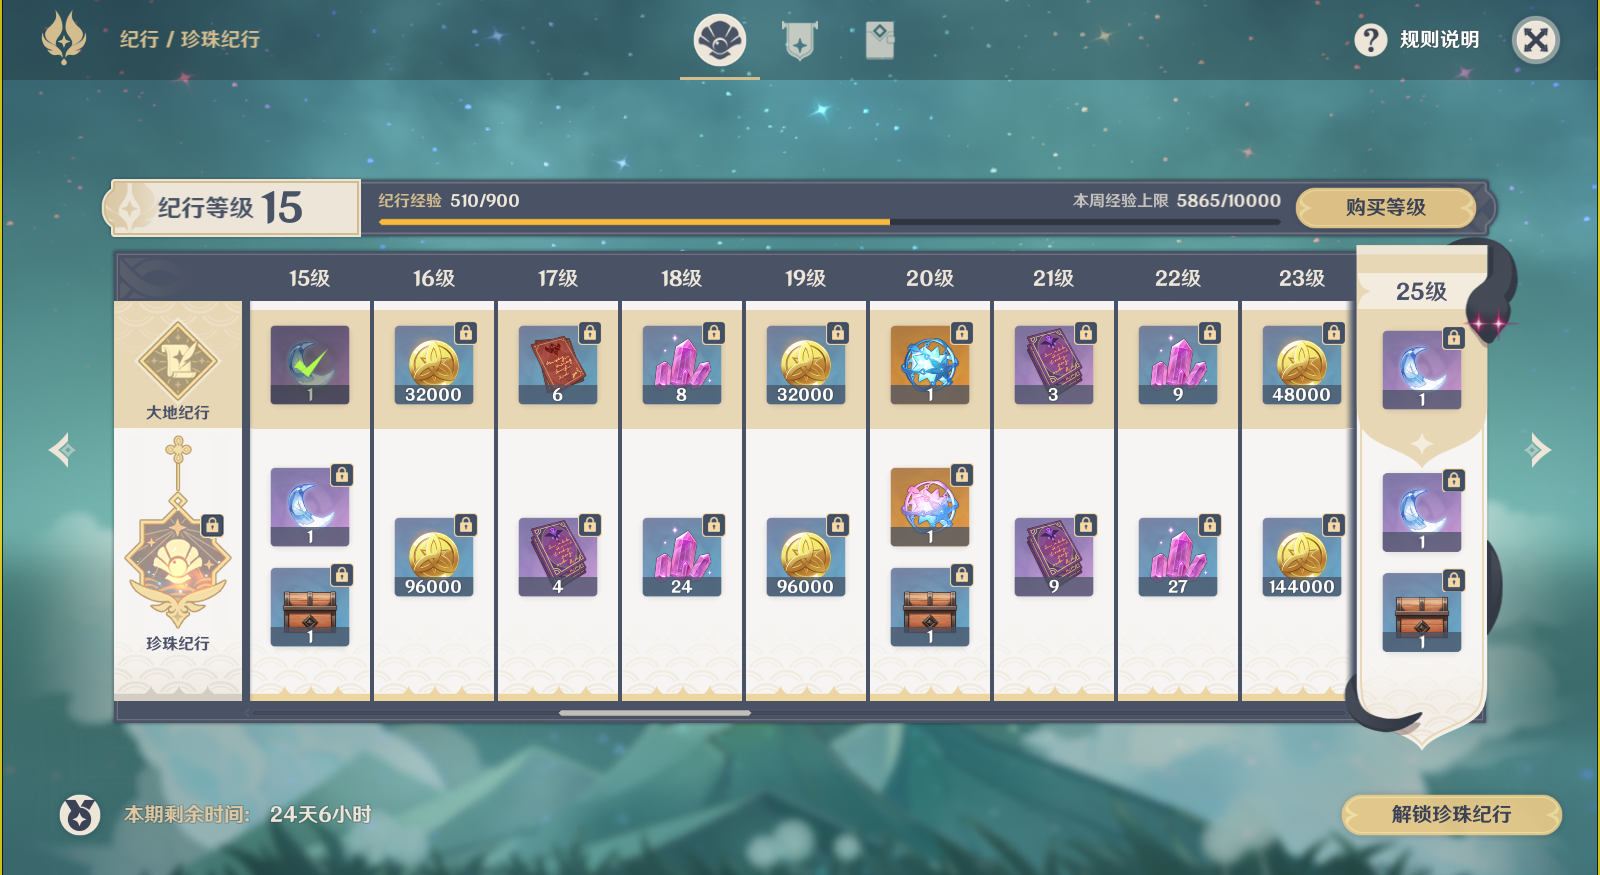 纪行 / 珍珠纪行
? 规则说明
纪行等级 15
纪行经验 510/900
本周经验上限 5865/10000
购买等级
15级 16级 17级 18级 19级 20级 21级 22级 23级 25级
大地纪行
1 32000 6 8 32000 1 3 9 48000 1
珍珠纪行
1 1 1
96000 4 24 96000 9 27 144000
1 1 1
本期剩余时间: 24天6小时
解锁珍珠纪行